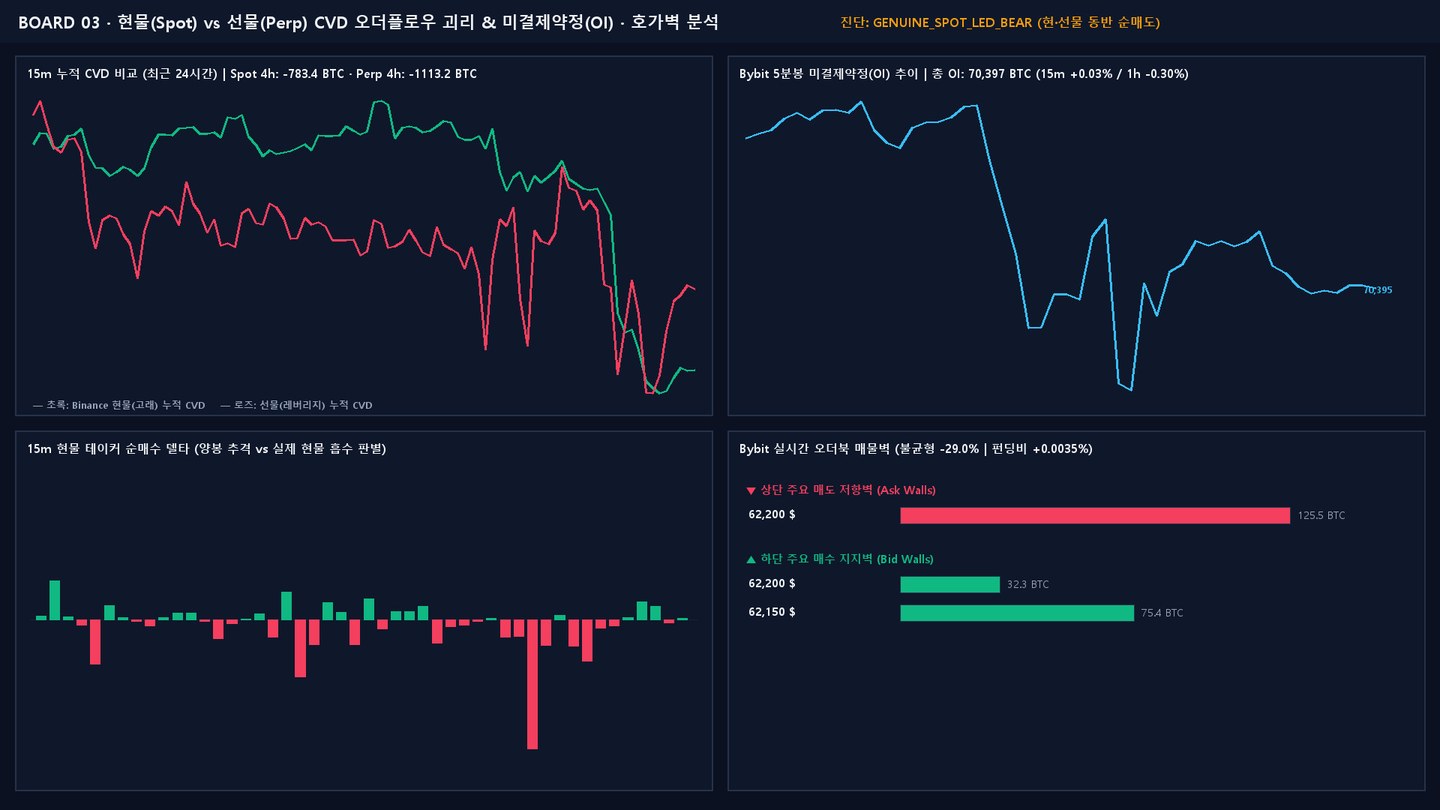 BOARD 03 · 현물(Spot) vs 선물(Perp) CVD 오더플로우 괴리 & 미결제약정(OI) · 호가벽 분석
진단: GENUINE_SPOT_LED_BEAR (현·선물 동반 순매도)
15m 누적 CVD 비교 (최근 24시간) | Spot 4h: -783.4 BTC · Perp 4h: -1113.2 BTC
— 초록: Binance 현물(고래) 누적 CVD — 로즈: 선물(레버리지) 누적 CVD
Bybit 5분봉 미결제약정(OI) 추이 | 총 OI: 70,397 BTC (15m +0.03% / 1h -0.30%)
70,395
15m 현물 테이커 순매수 델타 (양봉 추격 vs 실제 현물 흡수 판별)
Bybit 실시간 오더북 매물벽 (불균형 -29.0% | 펀딩비 +0.0035%)
▼ 상단 주요 매도 저항벽 (Ask Walls)
62,200 $ 125.5 BTC
▲ 하단 주요 매수 지지벽 (Bid Walls)
62,200 $ 32.3 BTC
62,150 $ 75.4 BTC